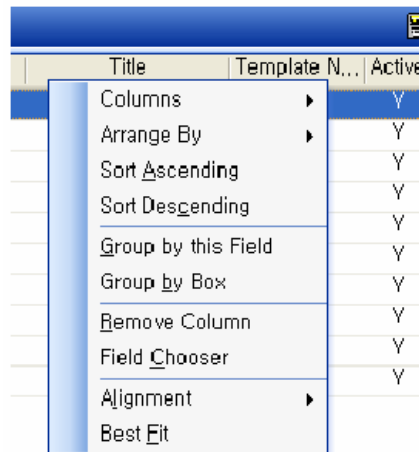 Title Template N... Active
Columns Y
Arrange By Y
Sort Ascending Y
Sort Descending Y
Group by this Field Y
Group by Box Y
Remove Column Y
Field Chooser Y
Y
Alignment
Best Fit